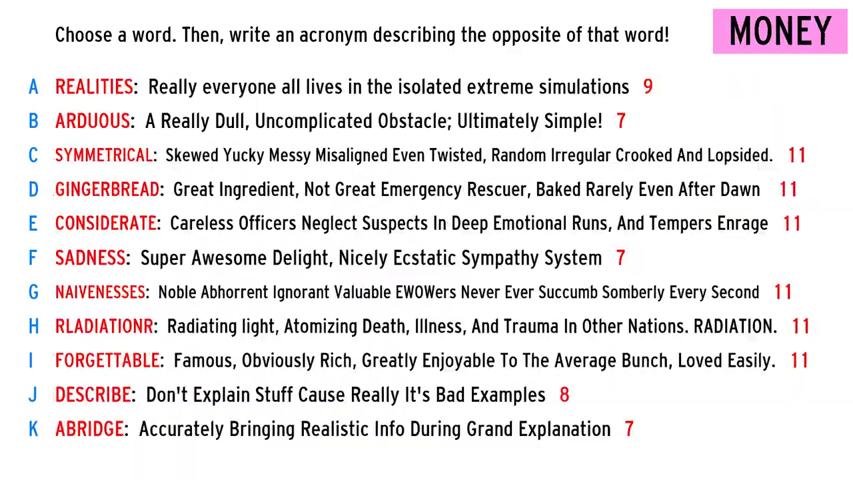 Choose a word. Then, write an acronym describing the opposite of that word!
MONEY
A REALITIES: Really everyone all lives in the isolated extreme simulations 9
B ARDUOUS: A Really Dull, Uncomplicated Obstacle; Ultimately Simple! 7
C SYMMETRICAL: Skewed Yucky Messy Misaligned Even Twisted, Random Irregular Crooked And Lopsided. 11
D GINGERBREAD: Great Ingredient, Not Great Emergency Rescuer, Baked Rarely Even After Dawn 11
E CONSIDERATE: Careless Officers Neglect Suspects In Deep Emotional Runs, And Tempers Enrage 11
F SADNESS: Super Awesome Delight, Nicely Ecstatic Sympathy System 7
G NAIVENESSES: Noble Abhorrent Ignorant Valuable EWOWers Never Ever Succumb Somberly Every Second 11
H RLADIATIONR: Radiating light, Atomizing Death, Illness, And Trauma In Other Nations. RADIATION. 11
I FORGETTABLE: Famous, Obviously Rich, Greatly Enjoyable To The Average Bunch, Loved Easily. 11
J DESCRIBE: Don't Explain Stuff Cause Really It's Bad Examples 8
K ABRIDGE: Accurately Bringing Realistic Info During Grand Explanation 7